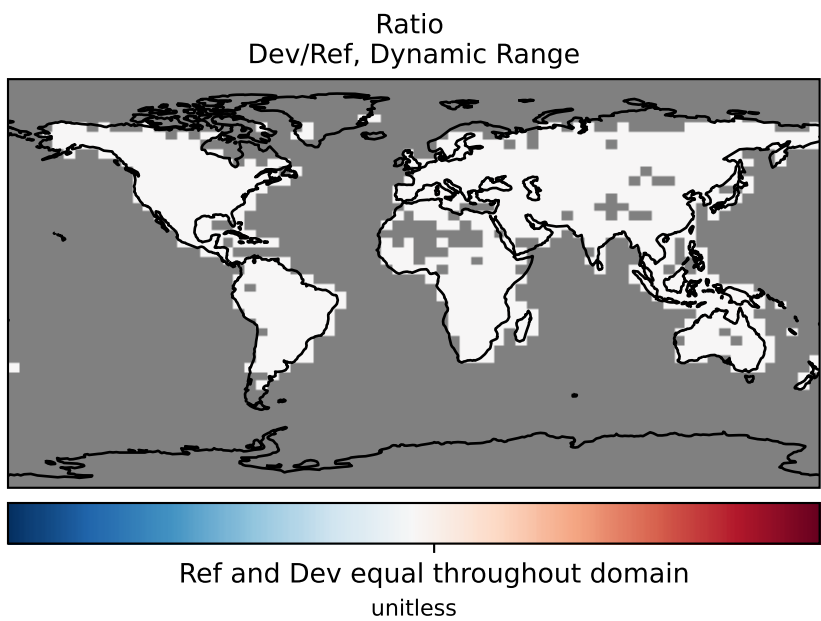 Ratio
Dev/Ref, Dynamic Range
Ref and Dev equal throughout domain
unitless